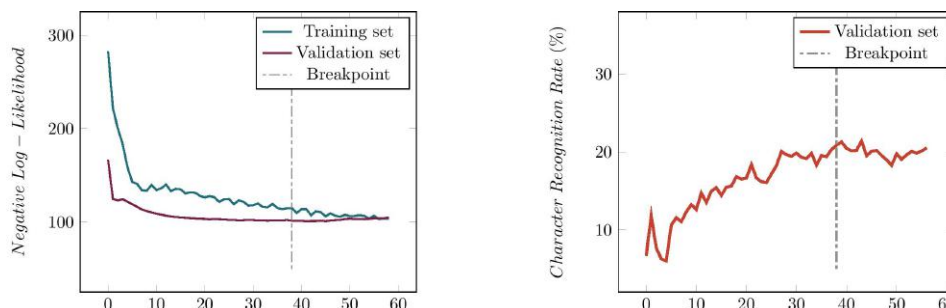 Negative Log − Likelihood
300
200
100
0
10
20
30
40
50
60
Training set
Validation set
Breakpoint
Character Recognition Rate (%)
30
20
10
0
10
20
30
40
50
60
Validation set
Breakpoint